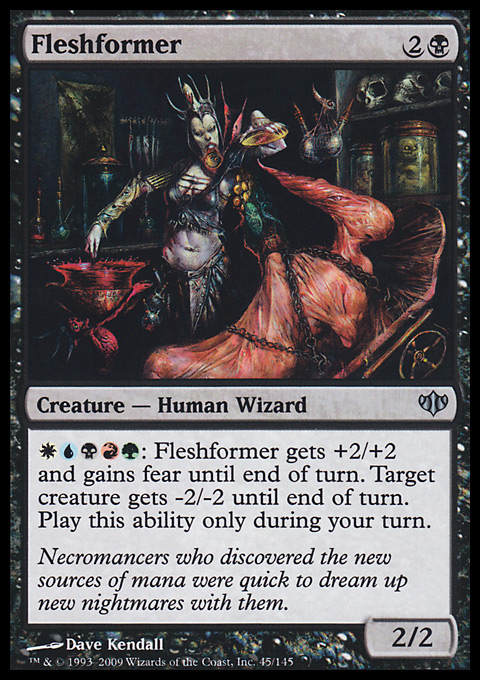 Fleshformer 2
Creature — Human Wizard
: Fleshformer gets +2/+2
and gains fear until end of turn. Target
creature gets -2/-2 until end of turn.
Play this ability only during your turn.
Necromancers who discovered the new
sources of mana were quick to dream up
new nightmares with them.
Dave Kendall
2/2
™ & © 1993–2009 Wizards of the Coast, Inc. 45/145